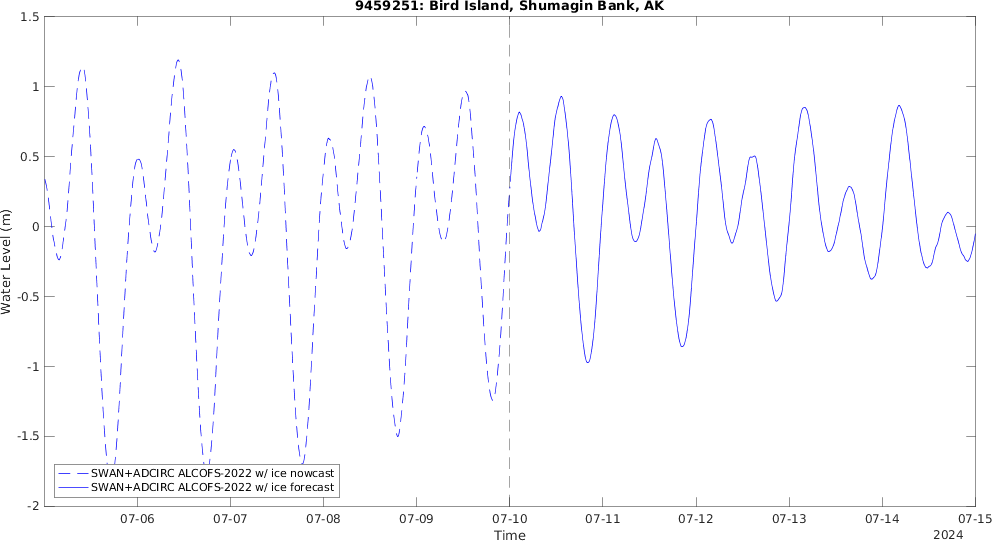 9459251: Bird Island, Shumagin Bank, AK
1.5
1
0.5
0
-0.5
-1
-1.5
-2
Water Level (m)
SWAN+ADCIRC ALCOFS-2022 w/ ice nowcast
SWAN+ADCIRC ALCOFS-2022 w/ ice forecast
07-06 07-07 07-08 07-09 07-10 07-11 07-12 07-13 07-14 07-15
Time
2024